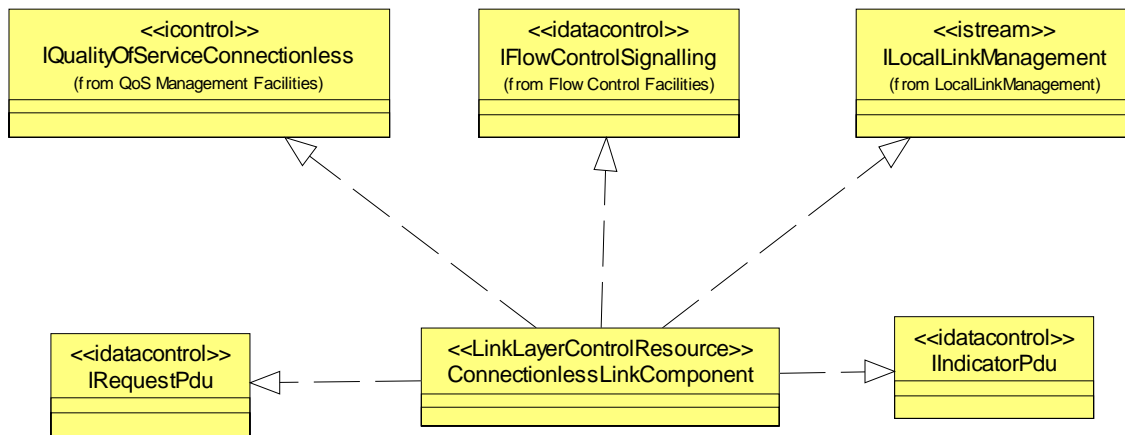 <<icontrol>>
IQualityOfServiceConnectionless
(from QoS Management Facilities)
<<idatacontrol>>
IFlowControlSignalling
(from Flow Control Facilities)
<<istream>>
ILocalLinkManagement
(from LocalLinkManagement)
<<idatacontrol>>
IRequestPdu
<<LinkLayerControlResource>>
ConnectionlessLinkComponent
<<idatacontrol>>
IIndicatorPdu